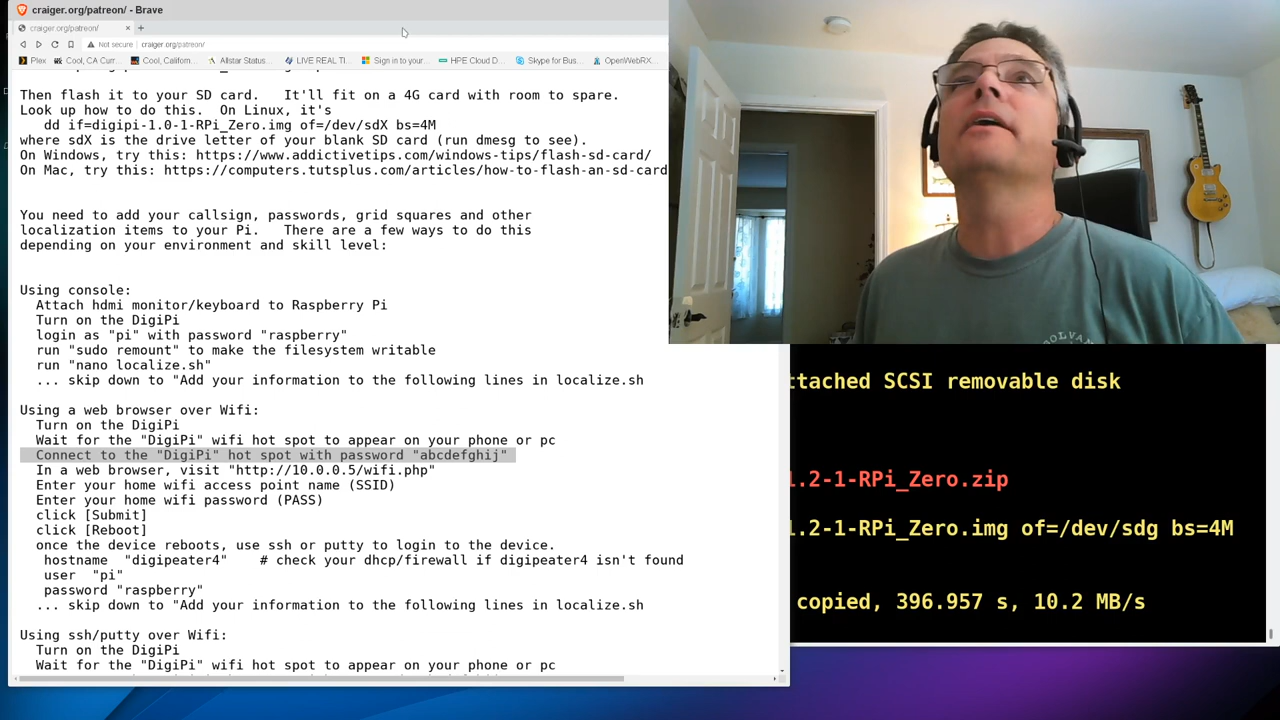 craiger.org/patreon/ - Brave
craiger.org/patreon/
Not secure craiger.org/patreon/
Plex Cool, CA Curr... Cool, Californ... Allstar Status... LIVE REAL TI... Sign in to your... HPE Cloud D... Skype for Bus... OpenWebRX...
Then flash it to your SD card. It'll fit on a 4G card with room to spare.
Look up how to do this. On Linux, it's
dd if=digipi-1.0-1-RPi_Zero.img of=/dev/sdX bs=4M
where sdX is the drive letter of your blank SD card (run dmesg to see).
On Windows, try this: https://www.addictivetips.com/windows-tips/flash-sd-card/
On Mac, try this: https://computers.tutsplus.com/articles/how-to-flash-an-sd-card
You need to add your callsign, passwords, grid squares and other
localization items to your Pi. There are a few ways to do this
depending on your environment and skill level:
Using console:
Attach hdmi monitor/keyboard to Raspberry Pi
Turn on the DigiPi
login as "pi" with password "raspberry"
run "sudo remount" to make the filesystem writable
run "nano localize.sh"
... skip down to "Add your information to the following lines in localize.sh
Using a web browser over Wifi:
Turn on the DigiPi
Wait for the "DigiPi" wifi hot spot to appear on your phone or pc
Connect to the "DigiPi" hot spot with password "abcdefghij"
In a web browser, visit "http://10.0.0.5/wifi.php"
Enter your home wifi access point name (SSID)
Enter your home wifi password (PASS)
click [Submit]
click [Reboot]
once the device reboots, use ssh or putty to login to the device.
hostname "digipeater4" # check your dhcp/firewall if digipeater4 isn't found
user "pi"
password "raspberry"
... skip down to "Add your information to the following lines in localize.sh
Using ssh/putty over Wifi:
Turn on the DigiPi
Wait for the "DigiPi" wifi hot spot to appear on your phone or pc
ttached SCSI removable disk
1.2-1-RPi_Zero.zip
1.2-1-RPi_Zero.img of=/dev/sdg bs=4M
copied, 396.957 s, 10.2 MB/s